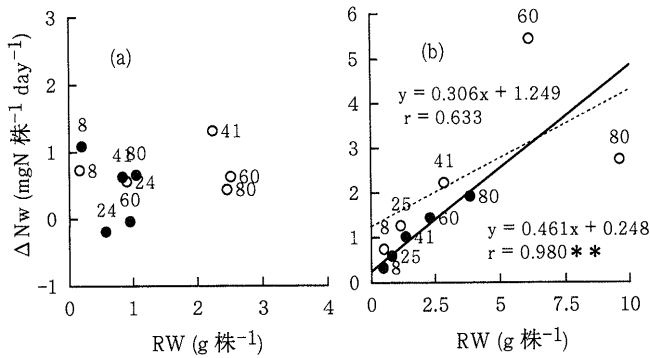 3
2
1
0
-1
ΔNw (mgN 株⁻¹ day⁻¹)
(a)
8
8
41
80
24
60
24
41
60
80
0 1 2 3 4
RW (g 株⁻¹)
6
5
4
3
2
1
0
(b)
60
y = 0.306x + 1.249
r = 0.633
80
41
25
8
80
60
41
25
8
y = 0.461x + 0.248
r = 0.980**
0 2.5 5 7.5 10
RW (g 株⁻¹)